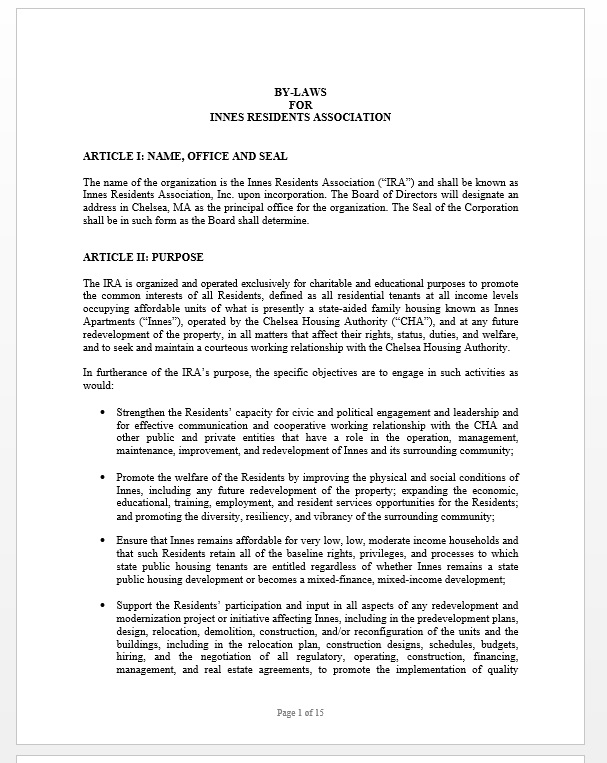 BY-LAWS
FOR
INNES RESIDENTS ASSOCIATION
ARTICLE I: NAME, OFFICE AND SEAL
The name of the organization is the Innes Residents Association (“IRA”) and shall be known as
Innes Residents Association, Inc. upon incorporation. The Board of Directors will designate an
address in Chelsea, MA as the principal office for the organization. The Seal of the Corporation
shall be in such form as the Board shall determine.
ARTICLE II: PURPOSE
The IRA is organized and operated exclusively for charitable and educational purposes to promote
the common interests of all Residents, defined as all residential tenants at all income levels
occupying affordable units of what is presently a state-aided family housing known as Innes
Apartments (“Innes”), operated by the Chelsea Housing Authority (“CHA”), and at any future
redevelopment of the property, in all matters that affect their rights, status, duties, and welfare,
and to seek and maintain a courteous working relationship with the Chelsea Housing Authority.
In furtherance of the IRA’s purpose, the specific objectives are to engage in such activities as
would:
• Strengthen the Residents’ capacity for civic and political engagement and leadership and
for effective communication and cooperative working relationship with the CHA and
other public and private entities that have a role in the operation, management,
maintenance, improvement, and redevelopment of Innes and its surrounding community;
• Promote the welfare of the Residents by improving the physical and social conditions of
Innes, including any future redevelopment of the property; expanding the economic,
educational, training, employment, and resident services opportunities for the Residents;
and promoting the diversity, resiliency, and vibrancy of the surrounding community;
• Ensure that Innes remains affordable for very low, low, moderate income households and
that such Residents retain all of the baseline rights, privileges, and processes to which
state public housing tenants are entitled regardless of whether Innes remains a state
public housing development or becomes a mixed-finance, mixed-income development;
• Support the Residents’ participation and input in all aspects of any redevelopment and
modernization project or initiative affecting Innes, including in the predevelopment plans,
design, relocation, demolition, construction, and/or reconfiguration of the units and the
buildings, including in the relocation plan, construction designs, schedules, budgets,
hiring, and the negotiation of all regulatory, operating, construction, financing,
management, and real estate agreements, to promote the implementation of quality
Page 1 of 15